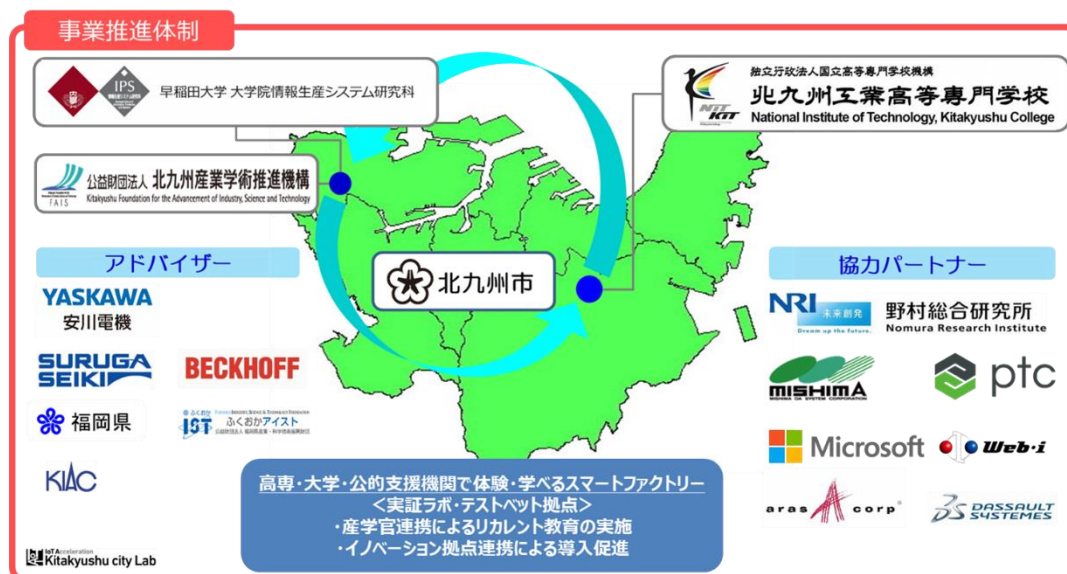 事業推進体制
IPS
早稲田大学 大学院情報生産システム研究科
独立行政法人国立高等専門学校機構
北九州工業高等専門学校
National Institute of Technology, Kitakyushu College
NIT
KIT
公益財団法人 北九州産業学術推進機構
Kitakyushu Foundation for the Advancement of Industry, Science and Technology
FAIS
北九州市
アドバイザー
YASKAWA
安川電機
SURUGA
SEIKI
BECKHOFF
福岡県
ふくおか
IST
ふくおかアイスト
KIAC
IoT Acceleration
Kitakyushu city Lab
高専・大学・公的支援機関で体験・学べるスマートファクトリー
<実証ラボ・テストベット拠点>
・産学官連携によるリカレント教育の実施
・イノベーション拠点連携による導入促進
協力パートナー
NRI
未来創発
Dream up the future.
野村総合研究所
Nomura Research Institute
MISHIMA
MISHIMA OA SYSTEM CORPORATION
ptc
Microsoft
Web・i
aras corp
DASSAULT
SYSTEMES